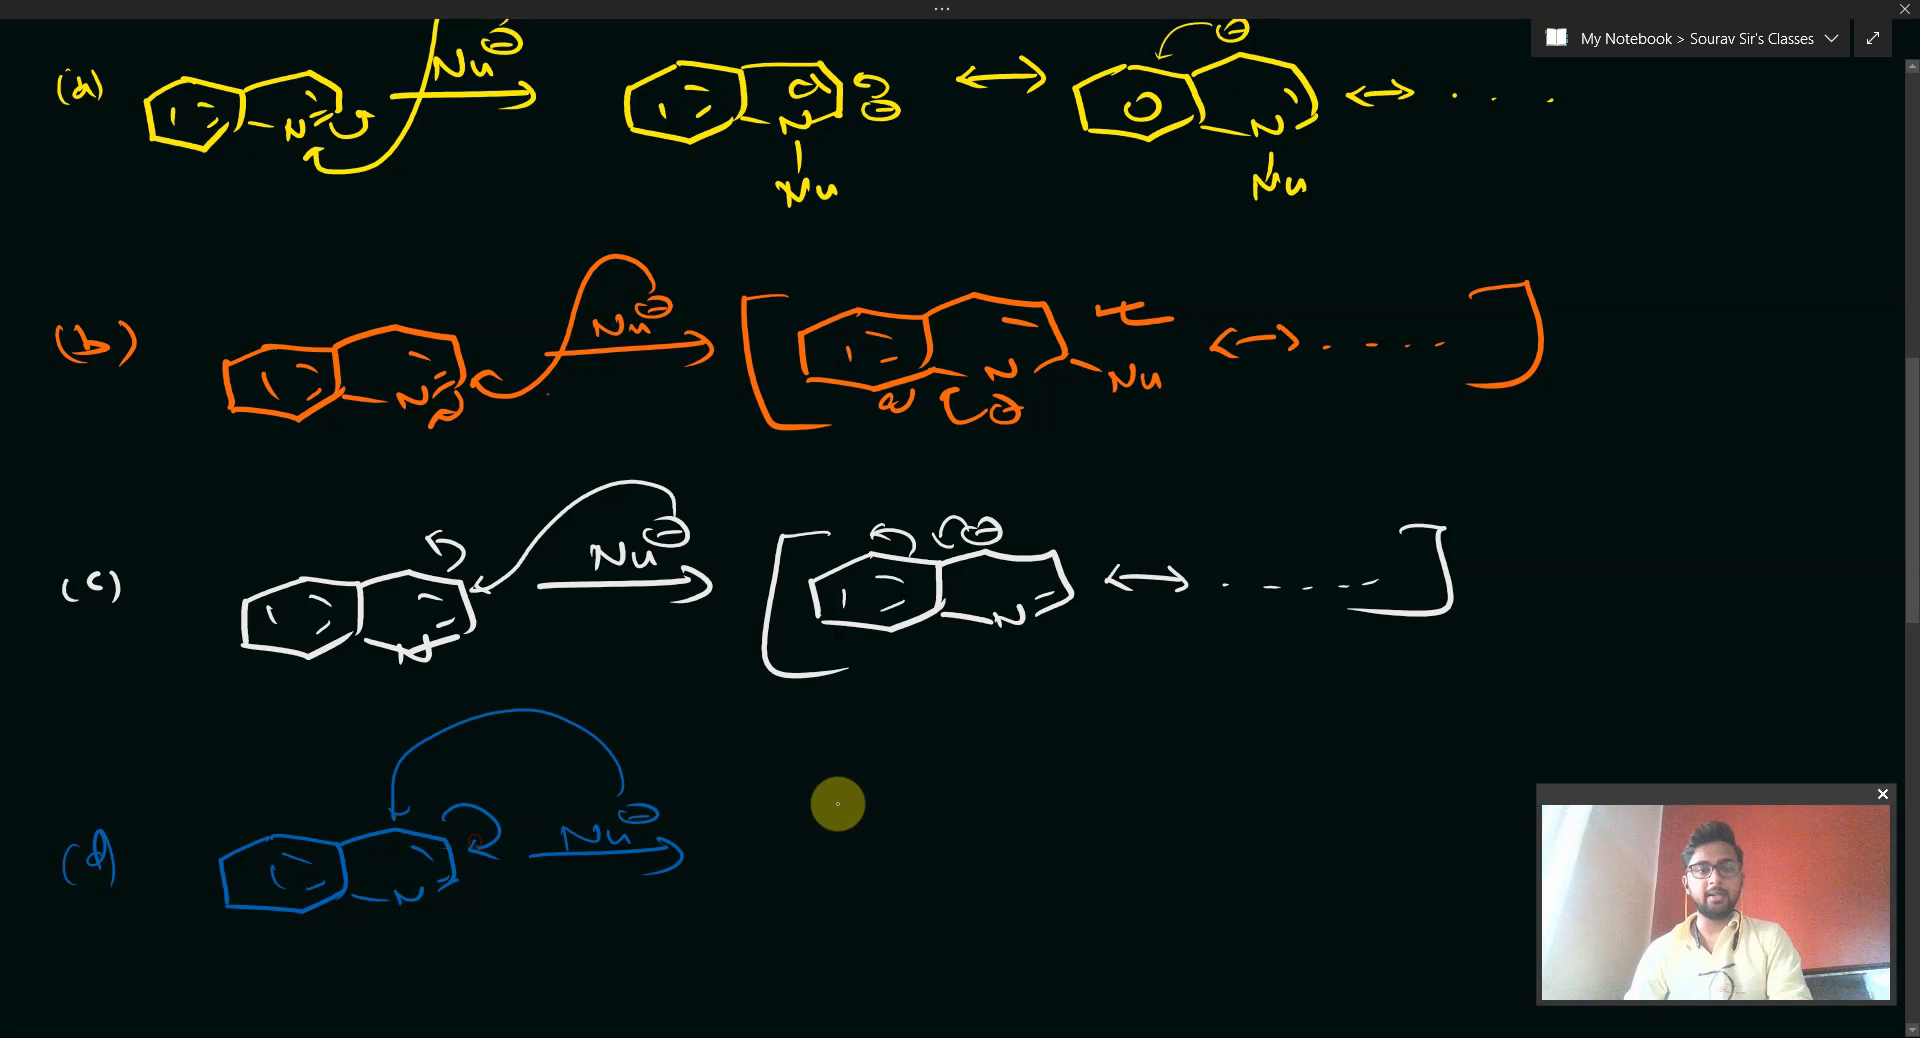 My Notebook > Sourav Sir's Classes
(a) N Nu⊖ N ⊖ Nu ↔ ⊖ N Nu ↔ ....
(b) N Nu⊖ [ N ⊖ Nu ↔ ..... ]
(c) N Nu⊖ [ ⊖ N ↔ ..... ]
(d) N Nu⊖